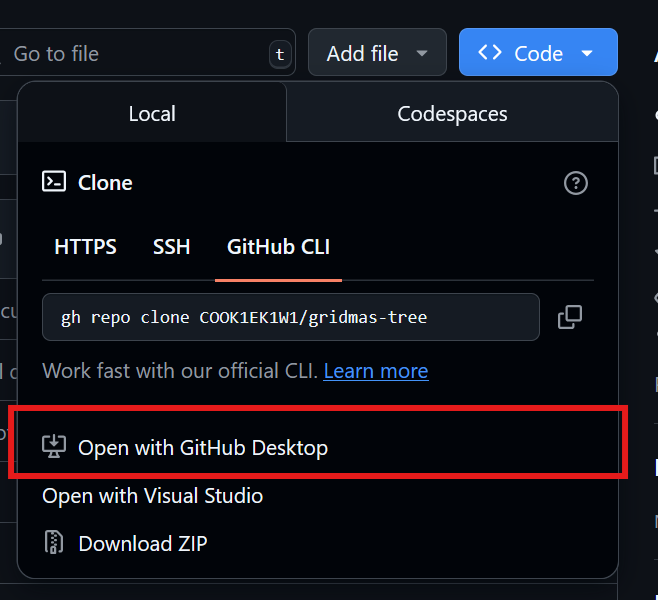 Go to file
t
Add file
Code
Local
Codespaces
Clone
HTTPS
SSH
GitHub CLI
gh repo clone COOK1EK1W1/gridmas-tree
Work fast with our official CLI. Learn more
Open with GitHub Desktop
Open with Visual Studio
Download ZIP